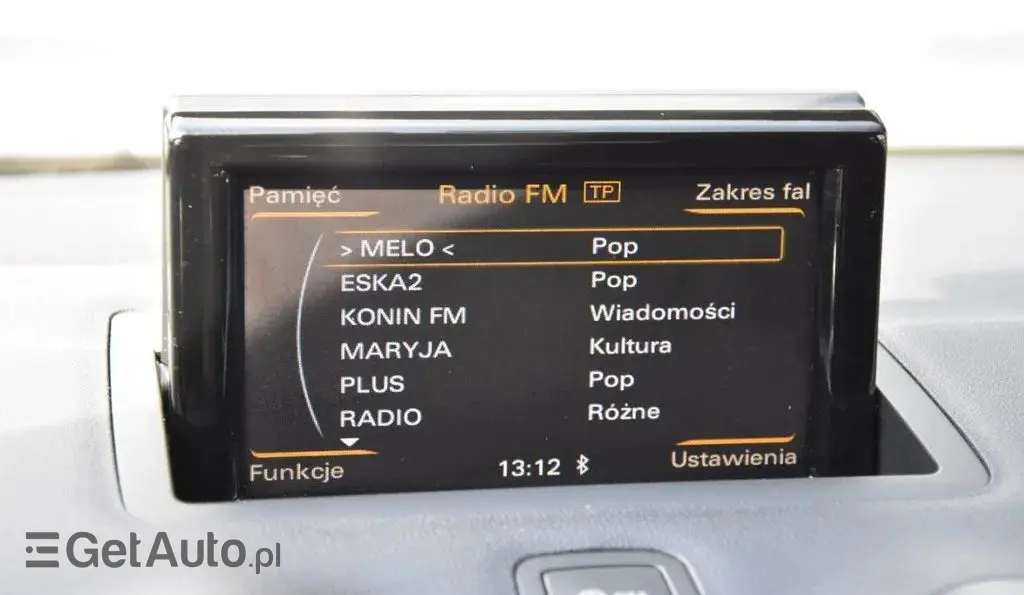 Pamięć Radio FM TP Zakres fal
> MELO < Pop
ESKA2 Pop
KONIN FM Wiadomości
MARYJA Kultura
PLUS Pop
RADIO Różne
Funkcje 13:12 Ustawienia
GetAuto.pl